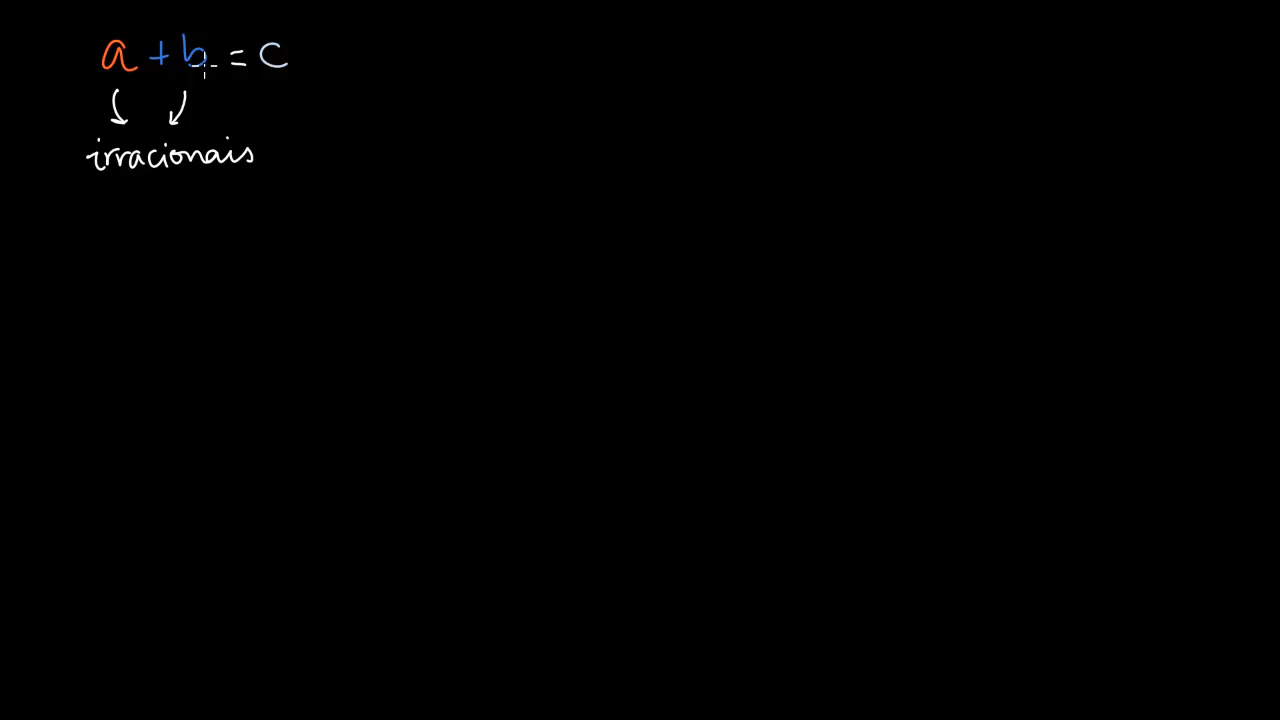 a + b = c
irracionais